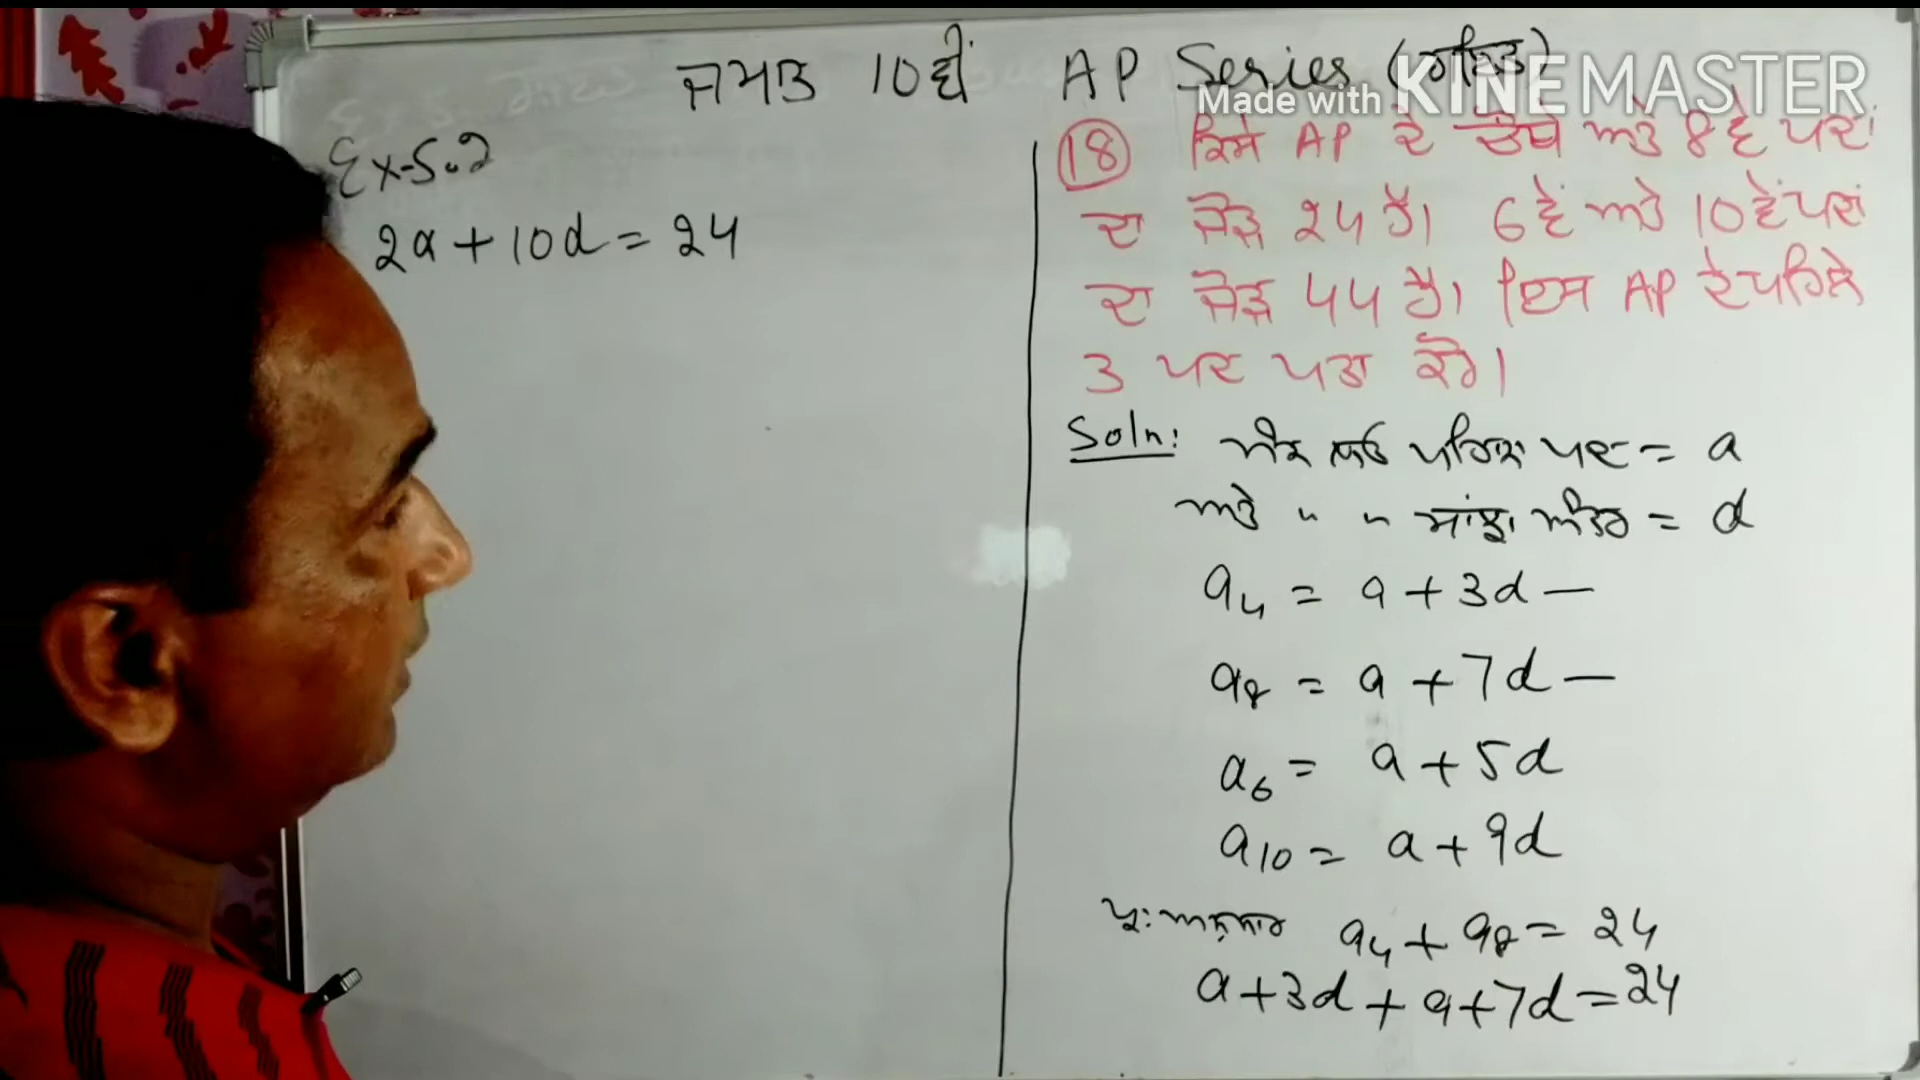 ਜਮਾਤ 10ਵੀਂ AP Series (ਗਣਿਤ)
Made with KINEMASTER
Ex-5.2
2a + 10d = 24
(18) ਕਿਸੇ AP ਦੇ ਚੌਥੇ ਅਤੇ 8ਵੇਂ ਪਦਾਂ
ਦਾ ਜੋੜ 24 ਹੈ। 6ਵੇਂ ਅਤੇ 10ਵੇਂ ਪਦਾਂ
ਦਾ ਜੋੜ 44 ਹੈ। ਇਸ AP ਦੇ ਪਹਿਲੇ
3 ਪਦ ਪਤਾ ਕਰੋ।
Soln: ਮੰਨ ਲਓ ਪਹਿਲਾ ਪਦ = a
ਅਤੇ " " ਸਾਂਝਾ ਅੰਤਰ = d
a4 = a + 3d —
a8 = a + 7d —
a6 = a + 5d
a10 = a + 9d
ਪ੍ਰ: ਅਨੁਸਾਰ a4 + a8 = 24
a + 3d + a + 7d = 24